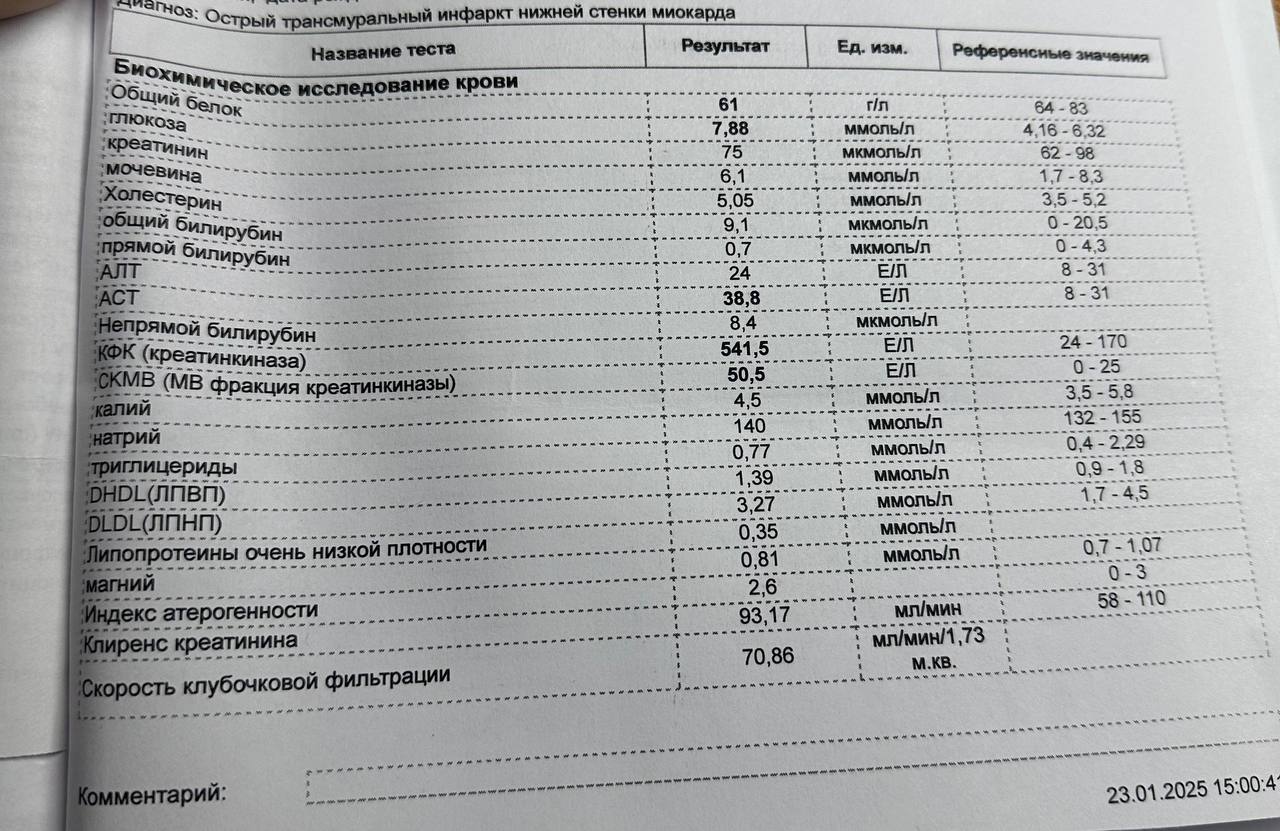 Диагноз: Острый трансмуральный инфаркт нижней стенки миокарда
Название теста Результат Ед. изм. Референсные значения
Биохимическое исследование крови
Общий белок 61 г/л 64 - 83
глюкоза 7,88 ммоль/л 4,16 - 6,32
креатинин 75 мкмоль/л 62 - 98
мочевина 6,1 ммоль/л 1,7 - 8,3
Холестерин 5,05 ммоль/л 3,5 - 5,2
общий билирубин 9,1 мкмоль/л 0 - 20,5
прямой билирубин 0,7 мкмоль/л 0 - 4,3
АЛТ 24 Е/Л 8 - 31
АСТ 38,8 Е/Л 8 - 31
Непрямой билирубин 8,4 мкмоль/л
КФК (креатинкиназа) 541,5 Е/Л 24 - 170
СКМВ (МВ фракция креатинкиназы) 50,5 Е/Л 0 - 25
калий 4,5 ммоль/л 3,5 - 5,8
натрий 140 ммоль/л 132 - 155
триглицериды 0,77 ммоль/л 0,4 - 2,29
DHDL(ЛПВП) 1,39 ммоль/л 0,9 - 1,8
DLDL(ЛПНП) 3,27 ммоль/л 1,7 - 4,5
Липопротеины очень низкой плотности 0,35 ммоль/л
магний 0,81 ммоль/л 0,7 - 1,07
Индекс атерогенности 2,6 0 - 3
Клиренс креатинина 93,17 мл/мин 58 - 110
Скорость клубочковой фильтрации 70,86 мл/мин/1,73 м.кв.
Комментарий:
23.01.2025 15:00:41